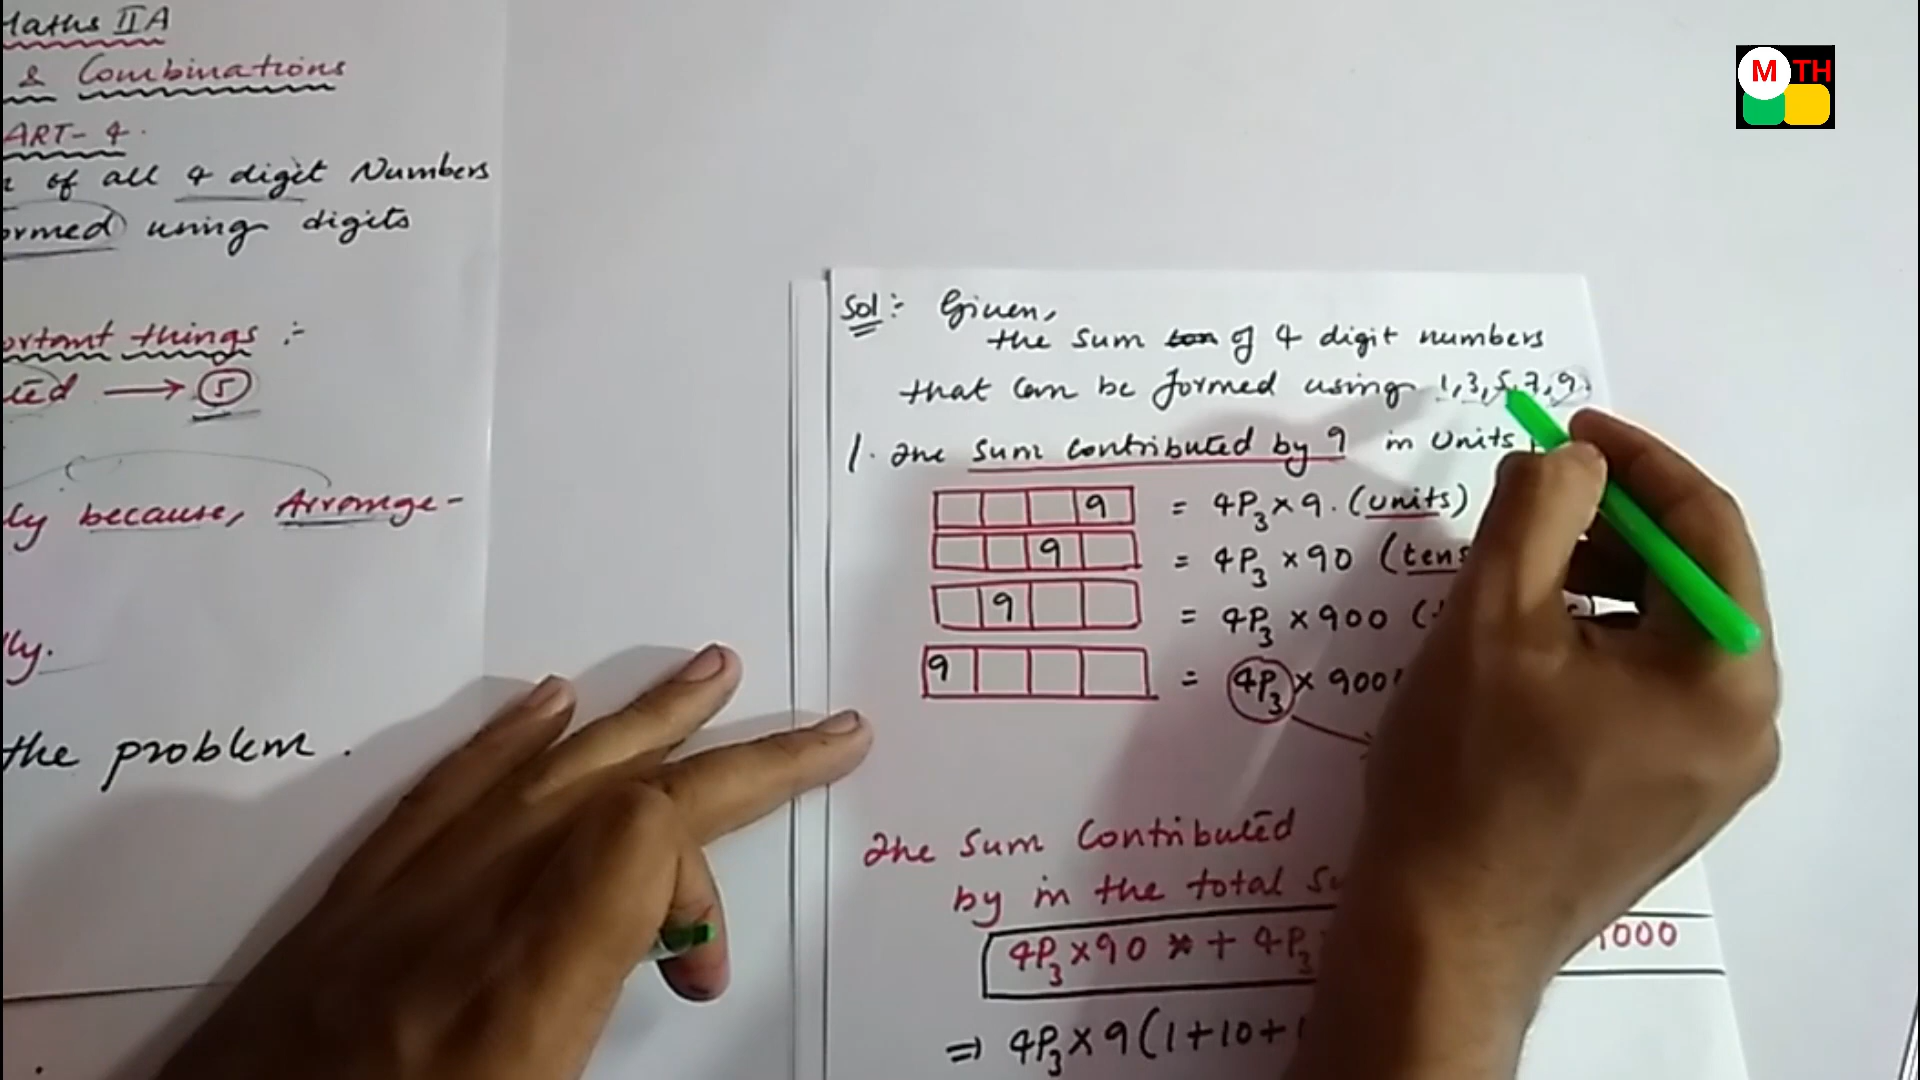 Maths IIA
& Combinations
ART- 4.
of all 4 digit Numbers
ormed using digits
ortant things :-
ted → 5
ly because, Arrange-
lly.
the problem.
M TH
Sol:- Given,
the sum of 4 digit numbers
that can be formed using 1,3,5,7,9.
1. The sum contributed by 9 in units
9 = 4P3 × 9. (units)
9 = 4P3 × 90 (tens
9 = 4P3 × 900 (
9 = 4P3 × 900
The sum contributed
by in the total Su
4P3 × 90 + 4P3 1000
⇒ 4P3 × 9 (1+10+1